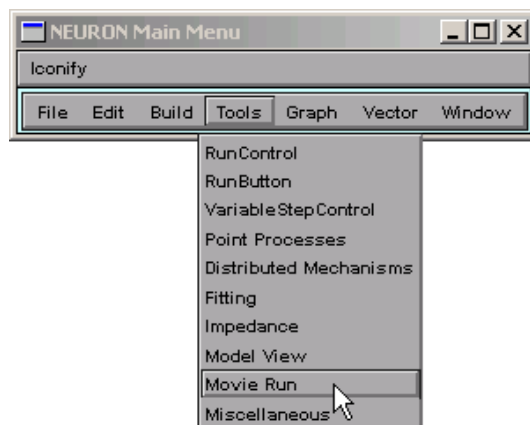 NEURON Main Menu
Iconify
File Edit Build Tools Graph Vector Window
RunControl
RunButton
VariableStepControl
Point Processes
Distributed Mechanisms
Fitting
Impedance
Model View
Movie Run
Miscellaneous